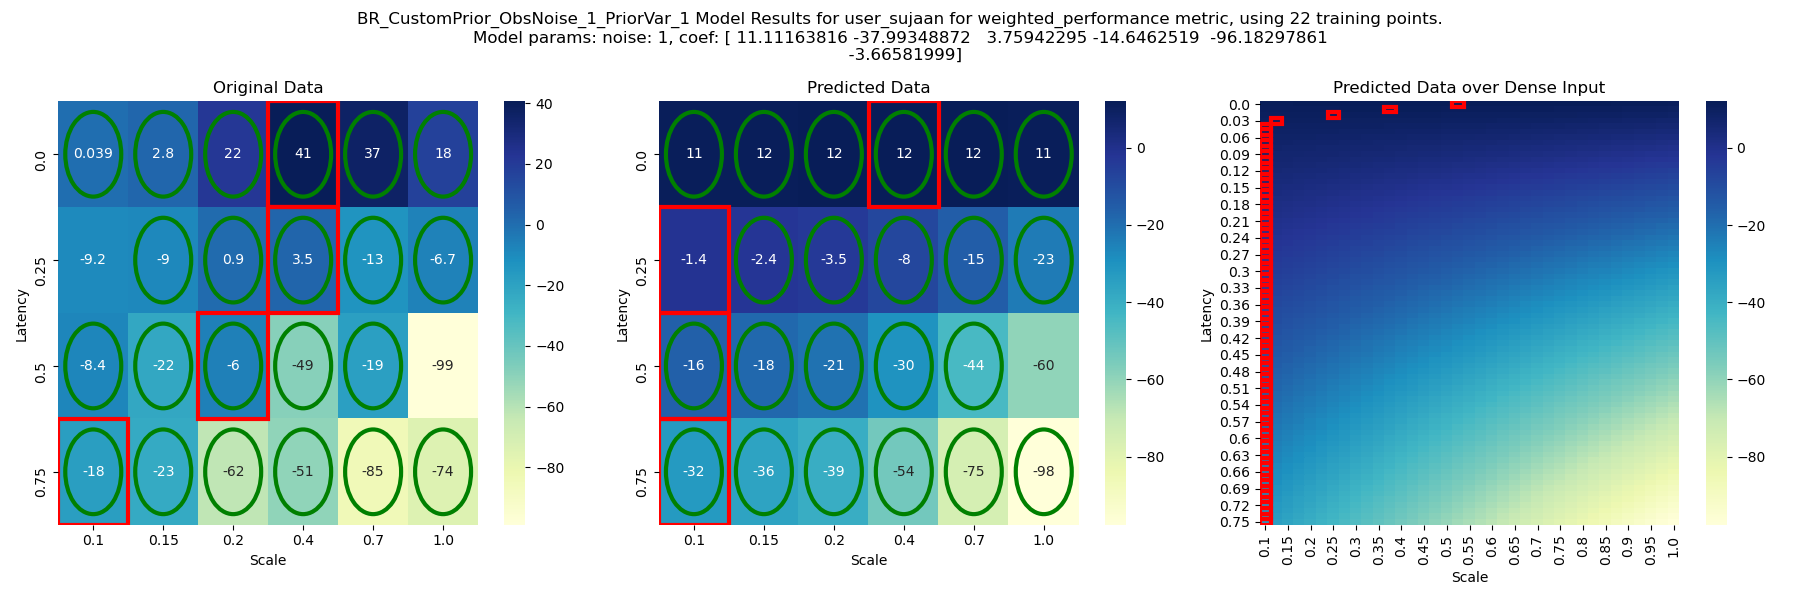 BR_CustomPrior_ObsNoise_1_PriorVar_1 Model Results for user_sujaan for weighted_performance metric, using 22 training points.
Model params: noise: 1, coef: [ 11.11163816 -37.99348872   3.75942295 -14.6462519  -96.18297861
-3.66581999]
Original Data
Latency
0.0
0.039 2.8 22 41 37 18
0.25
-9.2 -9 0.9 3.5 -13 -6.7
0.5
-8.4 -22 -6 -49 -19 -99
0.75
-18 -23 -62 -51 -85 -74
0.1 0.15 0.2 0.4 0.7 1.0
Scale
40
20
0
−20
−40
−60
−80
Predicted Data
Latency
0.0
11 12 12 12 12 11
0.25
-1.4 -2.4 -3.5 -8 -15 -23
0.5
-16 -18 -21 -30 -44 -60
0.75
-32 -36 -39 -54 -75 -98
0.1 0.15 0.2 0.4 0.7 1.0
Scale
0
−20
−40
−60
−80
Predicted Data over Dense Input
Latency
0.0
0.03
0.06
0.09
0.12
0.15
0.18
0.21
0.24
0.27
0.3
0.33
0.36
0.39
0.42
0.45
0.48
0.51
0.54
0.57
0.6
0.63
0.66
0.69
0.72
0.75
0.1 0.15 0.2 0.25 0.3 0.35 0.4 0.45 0.5 0.55 0.6 0.65 0.7 0.75 0.8 0.85 0.9 0.95 1.0
Scale
0
−20
−40
−60
−80